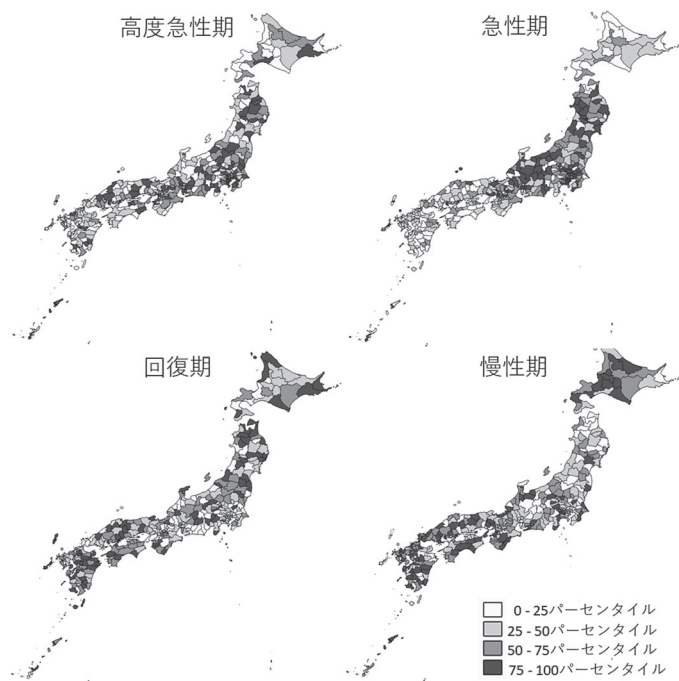 高度急性期
急性期
回復期
慢性期
0 - 25パーセンタイル
25 - 50パーセンタイル
50 - 75パーセンタイル
75 - 100パーセンタイル